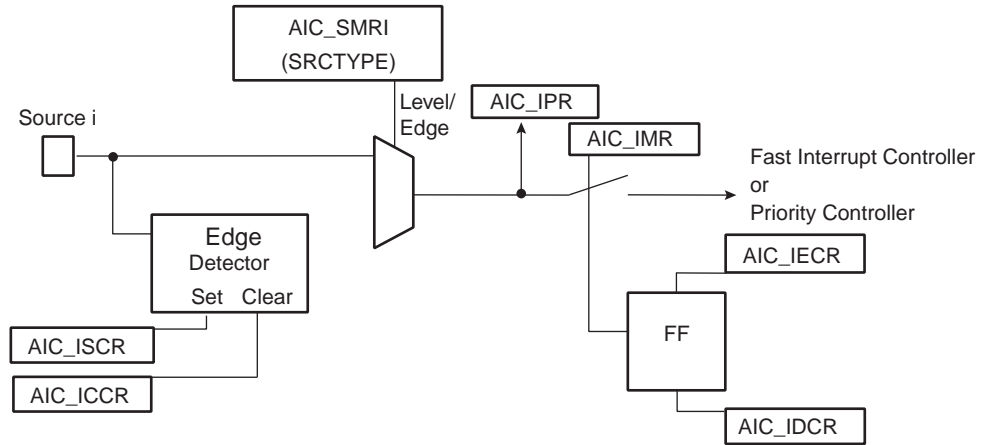 AIC_SMRI
(SRCTYPE)
Level/
Edge
AIC_IPR
Source i
AIC_IMR
Fast Interrupt Controller
or
Priority Controller
Edge
Detector
Set Clear
AIC_IECR
FF
AIC_ISCR
AIC_ICCR
AIC_IDCR